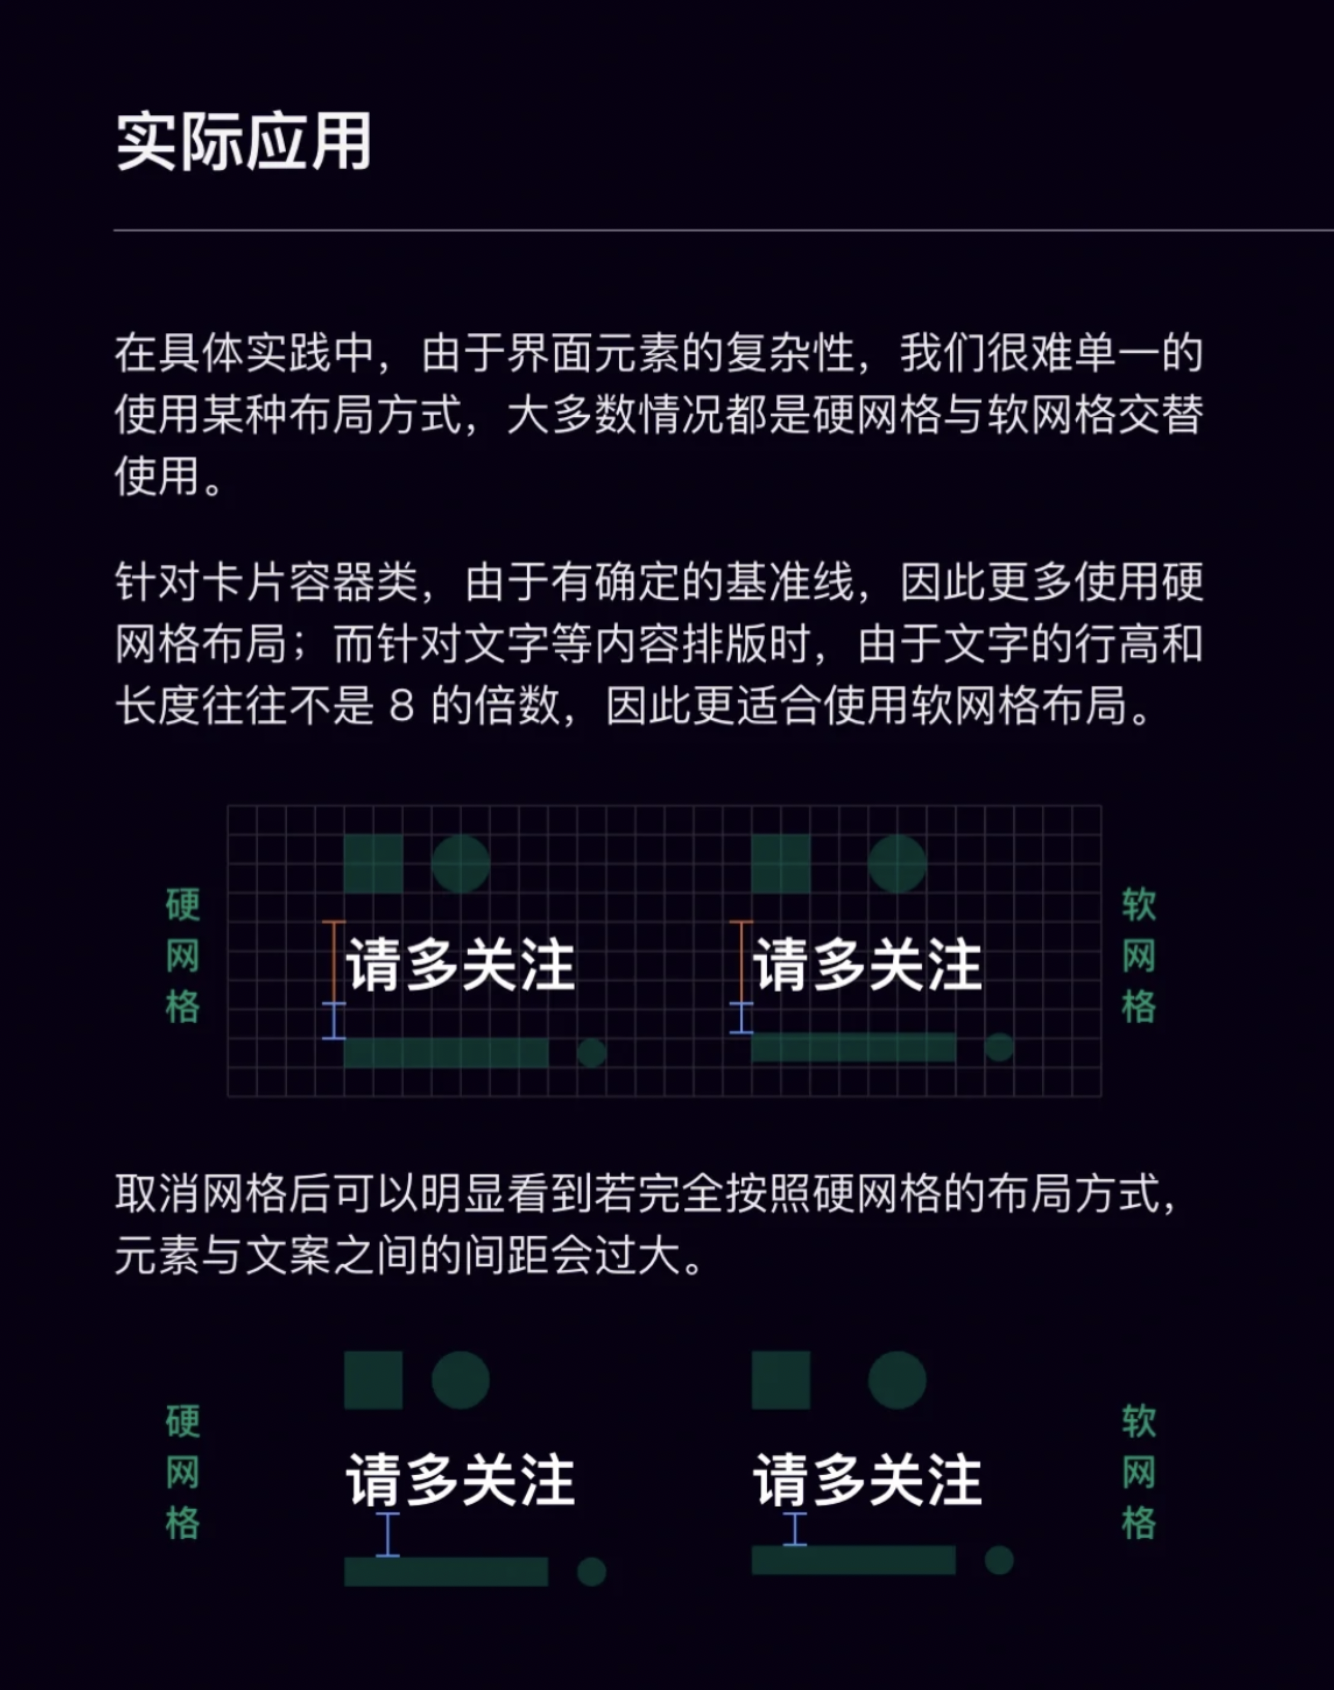 实际应用
在具体实践中，由于界面元素的复杂性，我们很难单一的
使用某种布局方式，大多数情况都是硬网格与软网格交替
使用。
针对卡片容器类，由于有确定的基准线，因此更多使用硬
网格布局；而针对文字等内容排版时，由于文字的行高和
长度往往不是 8 的倍数，因此更适合使用软网格布局。
硬网格
请多关注
请多关注
软网格
取消网格后可以明显看到若完全按照硬网格的布局方式，
元素与文案之间的间距会过大。
硬网格
请多关注
请多关注
软网格